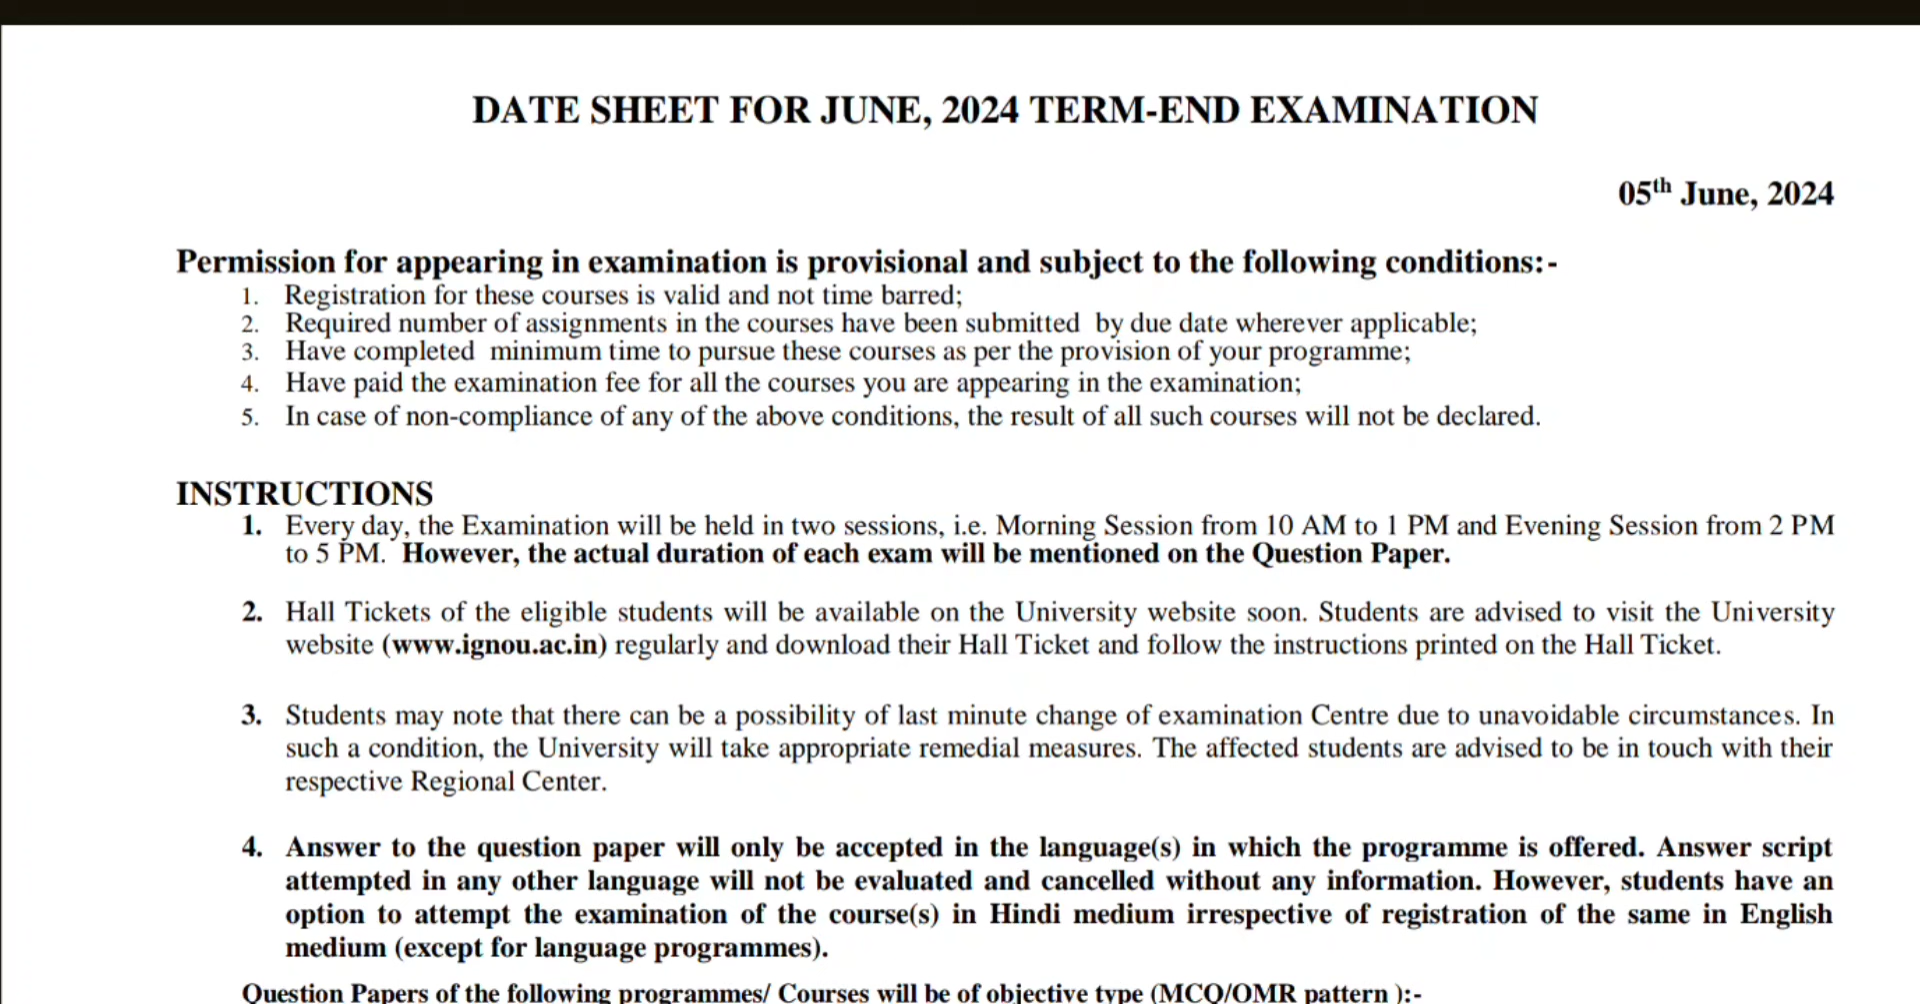 DATE SHEET FOR JUNE, 2024 TERM-END EXAMINATION
05th June, 2024
Permission for appearing in examination is provisional and subject to the following conditions:-
1. Registration for these courses is valid and not time barred;
2. Required number of assignments in the courses have been submitted by due date wherever applicable;
3. Have completed minimum time to pursue these courses as per the provision of your programme;
4. Have paid the examination fee for all the courses you are appearing in the examination;
5. In case of non-compliance of any of the above conditions, the result of all such courses will not be declared.
INSTRUCTIONS
1. Every day, the Examination will be held in two sessions, i.e. Morning Session from 10 AM to 1 PM and Evening Session from 2 PM
to 5 PM. However, the actual duration of each exam will be mentioned on the Question Paper.
2. Hall Tickets of the eligible students will be available on the University website soon. Students are advised to visit the University
website (www.ignou.ac.in) regularly and download their Hall Ticket and follow the instructions printed on the Hall Ticket.
3. Students may note that there can be a possibility of last minute change of examination Centre due to unavoidable circumstances. In
such a condition, the University will take appropriate remedial measures. The affected students are advised to be in touch with their
respective Regional Center.
4. Answer to the question paper will only be accepted in the language(s) in which the programme is offered. Answer script
attempted in any other language will not be evaluated and cancelled without any information. However, students have an
option to attempt the examination of the course(s) in Hindi medium irrespective of registration of the same in English
medium (except for language programmes).
Question Papers of the following programmes/ Courses will be of objective type (MCQ/OMR pattern ):-